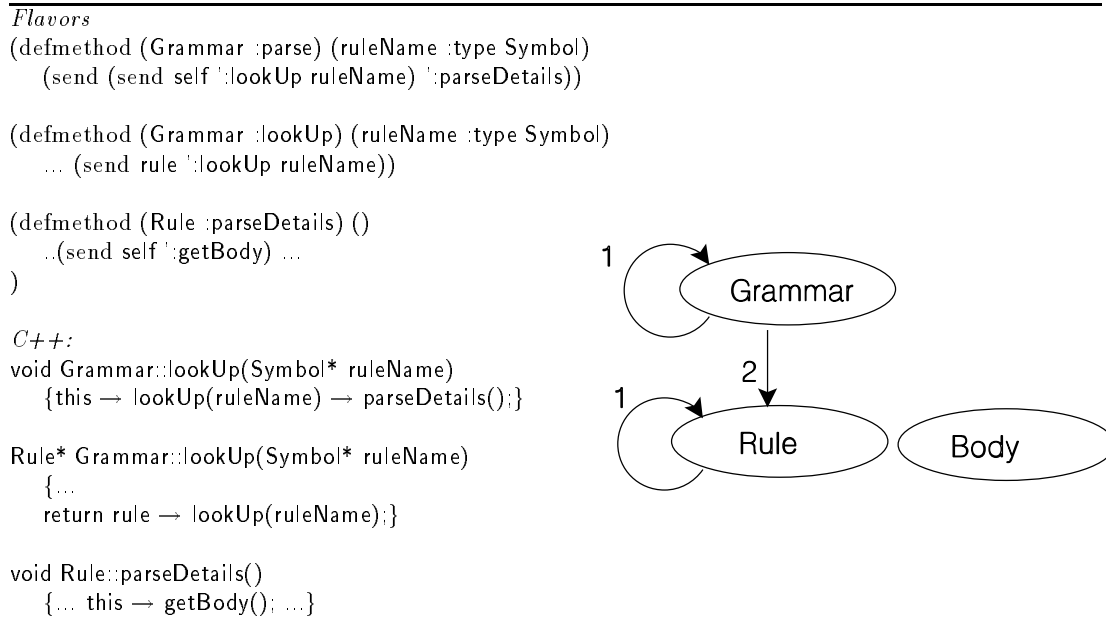 Flavors
(defmethod (Grammar :parse) (ruleName :type Symbol)
(send (send self ':lookUp ruleName) ':parseDetails))
(defmethod (Grammar :lookUp) (ruleName :type Symbol)
... (send rule ':lookUp ruleName))
(defmethod (Rule :parseDetails) ()
..(send self ':getBody) ...
)
C++:
void Grammar::lookUp(Symbol* ruleName)
{this → lookUp(ruleName) → parseDetails();}
Rule* Grammar::lookUp(Symbol* ruleName)
{...
return rule → lookUp(ruleName);}
void Rule::parseDetails()
{... this → getBody(); ...}
1
Grammar
2
1
Rule
Body